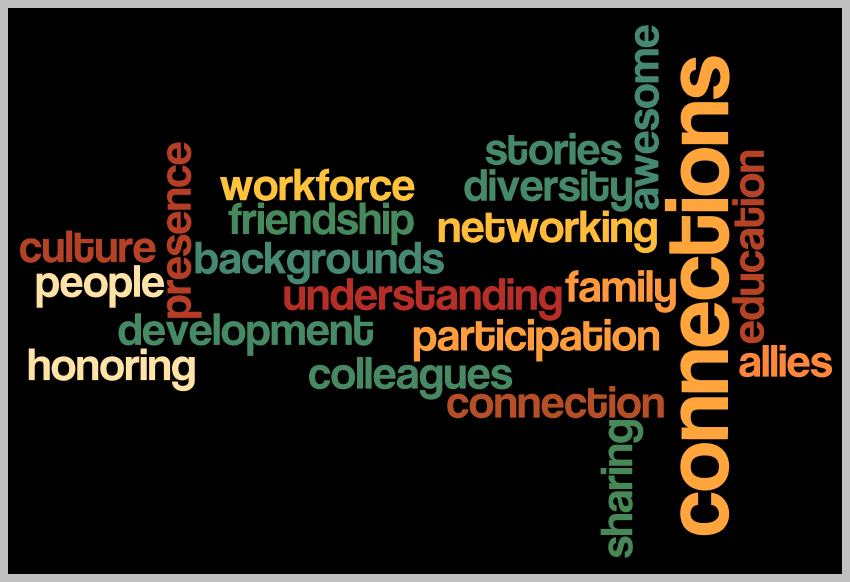 awesome
connections
stories
presence
education
workforce
diversity
friendship
networking
culture
backgrounds
people
understanding
family
development
participation
honoring
allies
colleagues
connection
sharing